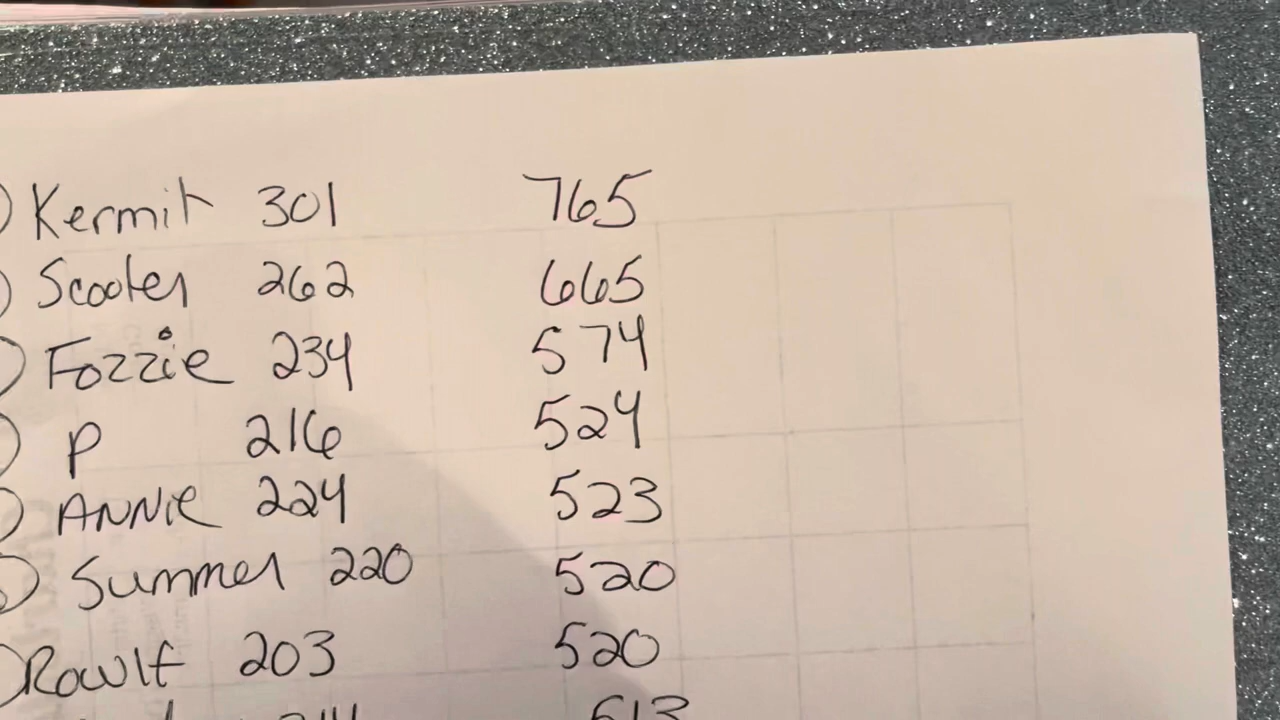 Kermit 301 765
Scooter 262 665
Fozzie 234 574
P 216 524
ANNIE 224 523
Summer 220 520
Rowlf 203 520